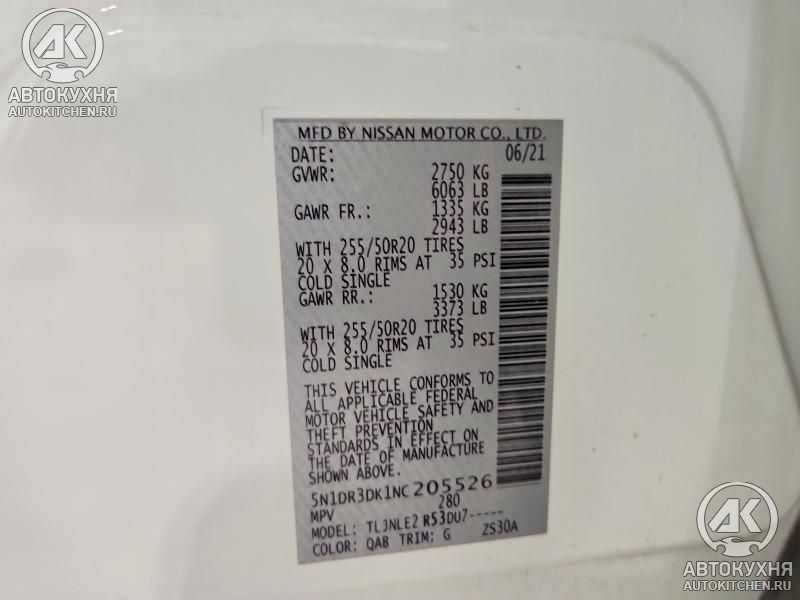 АК
АВТОКУХНЯ
AUTOKITCHEN.RU
MFD BY NISSAN MOTOR CO., LTD.
DATE: 06/21
GVWR: 2750 KG
6063 LB
GAWR FR.: 1335 KG
2943 LB
WITH 255/50R20 TIRES
20 X 8.0 RIMS AT 35 PSI
COLD SINGLE
GAWR RR.: 1530 KG
3373 LB
WITH 255/50R20 TIRES
20 X 8.0 RIMS AT 35 PSI
COLD SINGLE
THIS VEHICLE CONFORMS TO
ALL APPLICABLE FEDERAL
MOTOR VEHICLE SAFETY AND
THEFT PREVENTION
STANDARDS IN EFFECT ON
THE DATE OF MANUFACTURE
SHOWN ABOVE.
5N1DR3DK1NC205526
MPV 280
MODEL: TLJNLE2 R53DU7-----
COLOR: QAB TRIM: G ZS30A
АК
АВТОКУХНЯ
AUTOKITCHEN.RU